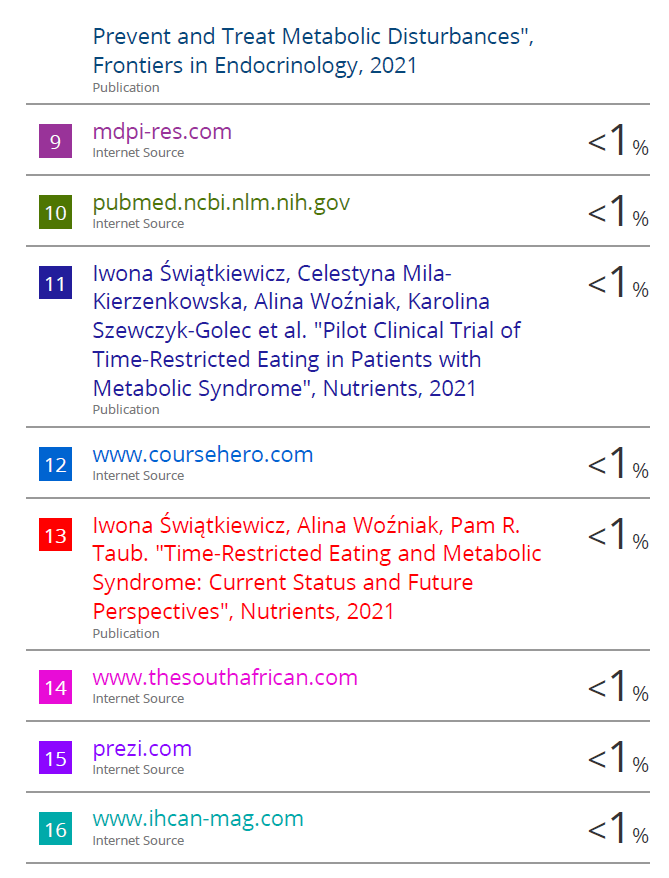 Prevent and Treat Metabolic Disturbances",
Frontiers in Endocrinology, 2021
Publication
9
mdpi-res.com
Internet Source
<1%
10
pubmed.ncbi.nlm.nih.gov
Internet Source
<1%
11
Iwona Świątkiewicz, Celestyna Mila-
Kierzenkowska, Alina Woźniak, Karolina
Szewczyk-Golec et al. "Pilot Clinical Trial of
Time-Restricted Eating in Patients with
Metabolic Syndrome", Nutrients, 2021
Publication
<1%
12
www.coursehero.com
Internet Source
<1%
13
Iwona Świątkiewicz, Alina Woźniak, Pam R.
Taub. "Time-Restricted Eating and Metabolic
Syndrome: Current Status and Future
Perspectives", Nutrients, 2021
Publication
<1%
14
www.thesouthafrican.com
Internet Source
<1%
15
prezi.com
Internet Source
<1%
16
www.ihcan-mag.com
Internet Source
<1%